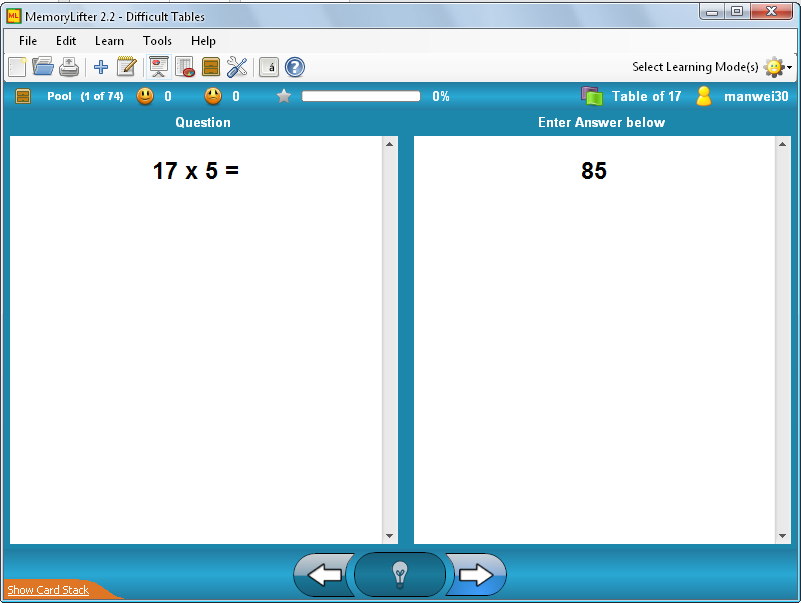 ML MemoryLifter 2.2 - Difficult Tables
File Edit Learn Tools Help
á ? Select Learning Mode(s)
Pool (1 of 74) 0 0 0% Table of 17 manwei30
Question Enter Answer below
17 x 5 = 85
Show Card Stack